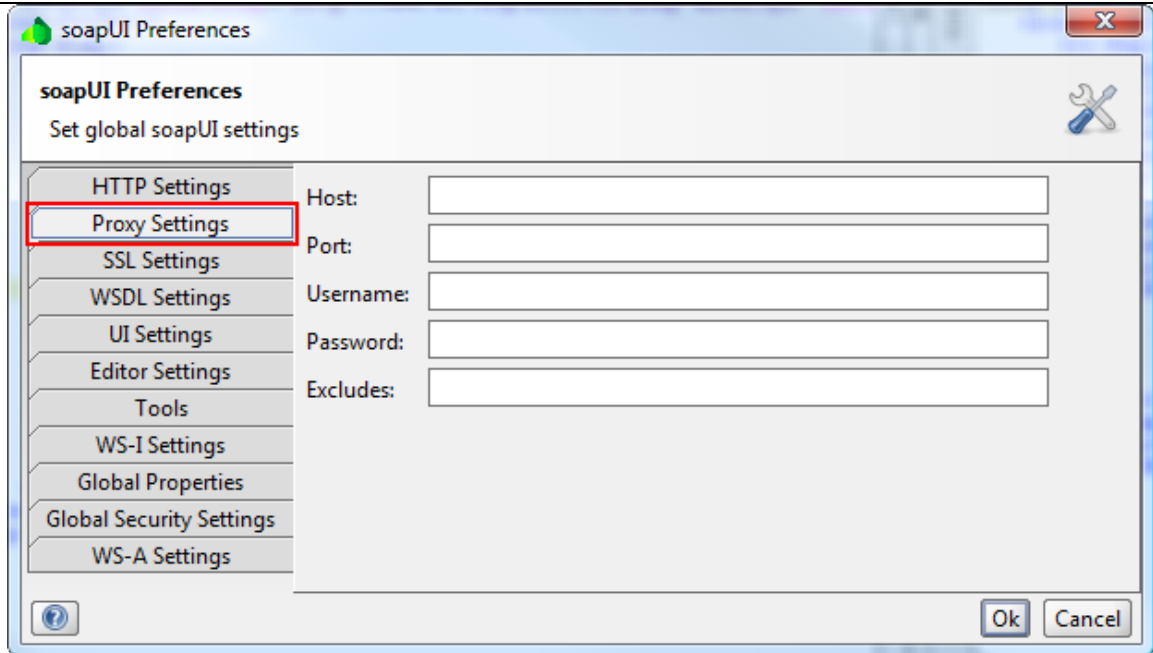 soapUI Preferences
soapUI Preferences
Set global soapUI settings
HTTP Settings
Proxy Settings
SSL Settings
WSDL Settings
UI Settings
Editor Settings
Tools
WS-I Settings
Global Properties
Global Security Settings
WS-A Settings
Host:
Port:
Username:
Password:
Excludes:
Ok
Cancel